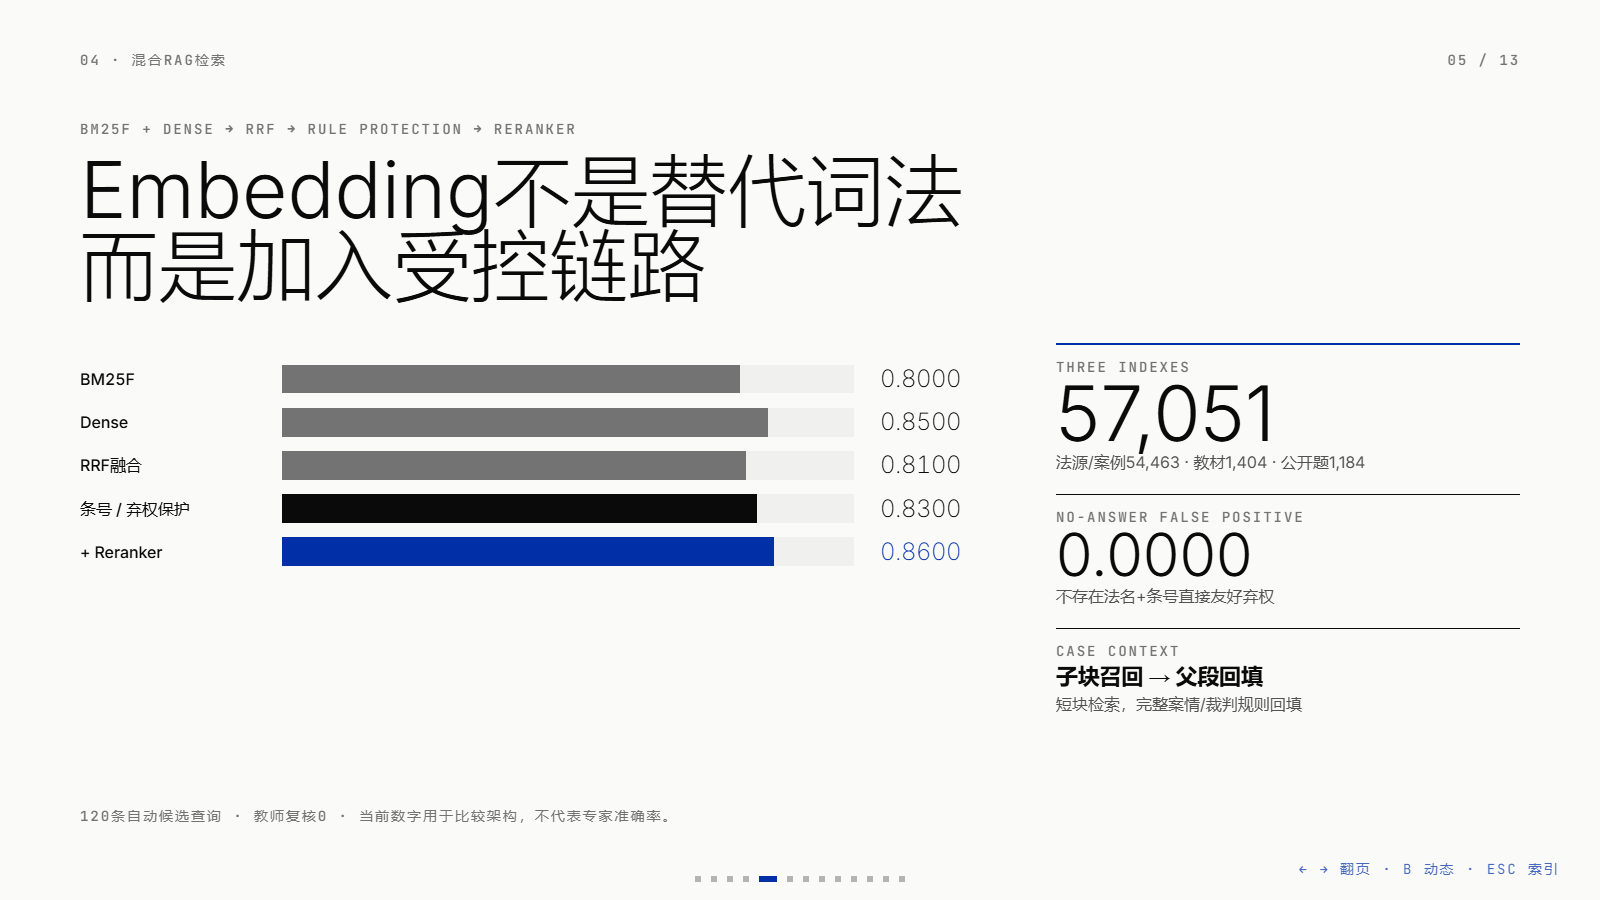 04 · 混合RAG检索
05 / 13
BM25F + DENSE → RRF → RULE PROTECTION → RERANKER
Embedding不是替代词法
而是加入受控链路
BM25F 0.8000
Dense 0.8500
RRF融合 0.8100
条号 / 弃权保护 0.8300
+ Reranker 0.8600
THREE INDEXES
57,051
法源/案例54,463 · 教材1,404 · 公开题1,184
NO-ANSWER FALSE POSITIVE
0.0000
不存在法名+条号直接友好弃权
CASE CONTEXT
子块召回 → 父段回填
短块检索，完整案情/裁判规则回填
120条自动候选查询 · 教师复核0 · 当前数字用于比较架构，不代表专家准确率。
← → 翻页 · B 动态 · ESC 索引